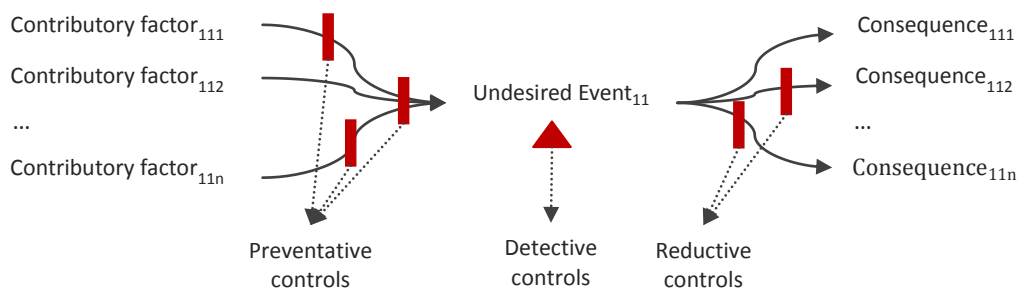 Contributory factor111
Consequence111
Contributory factor112
Undesired Event11
Consequence112
...
...
Contributory factor11n
Consequence11n
Preventative
controls
Detective
controls
Reductive
controls